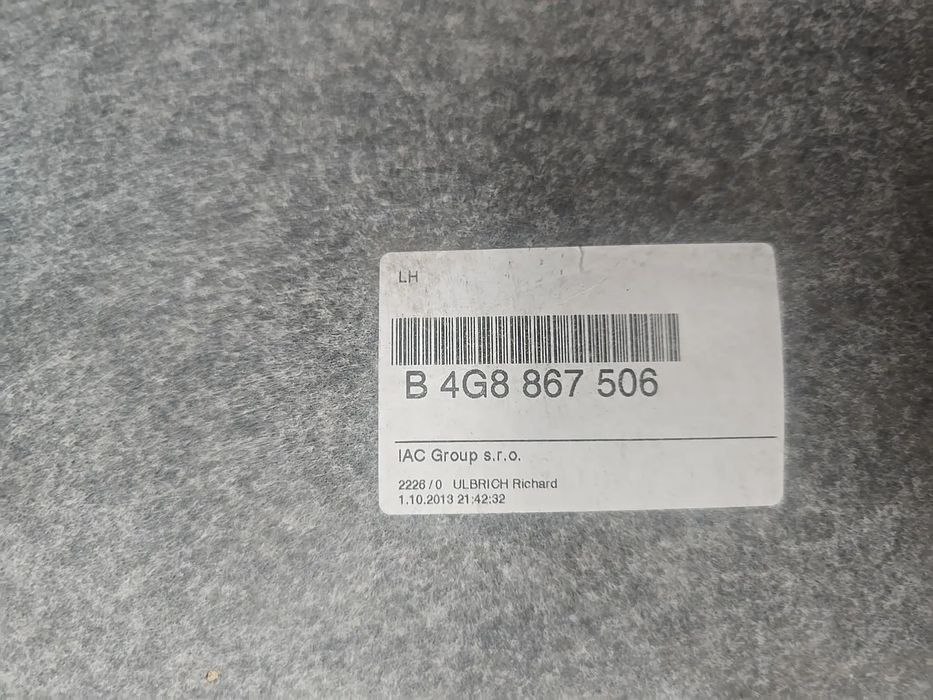 LH
B 4G8 867 506
IAC Group s.r.o.
2226 / 0 ULBRICH Richard
1.10.2013 21:42:32